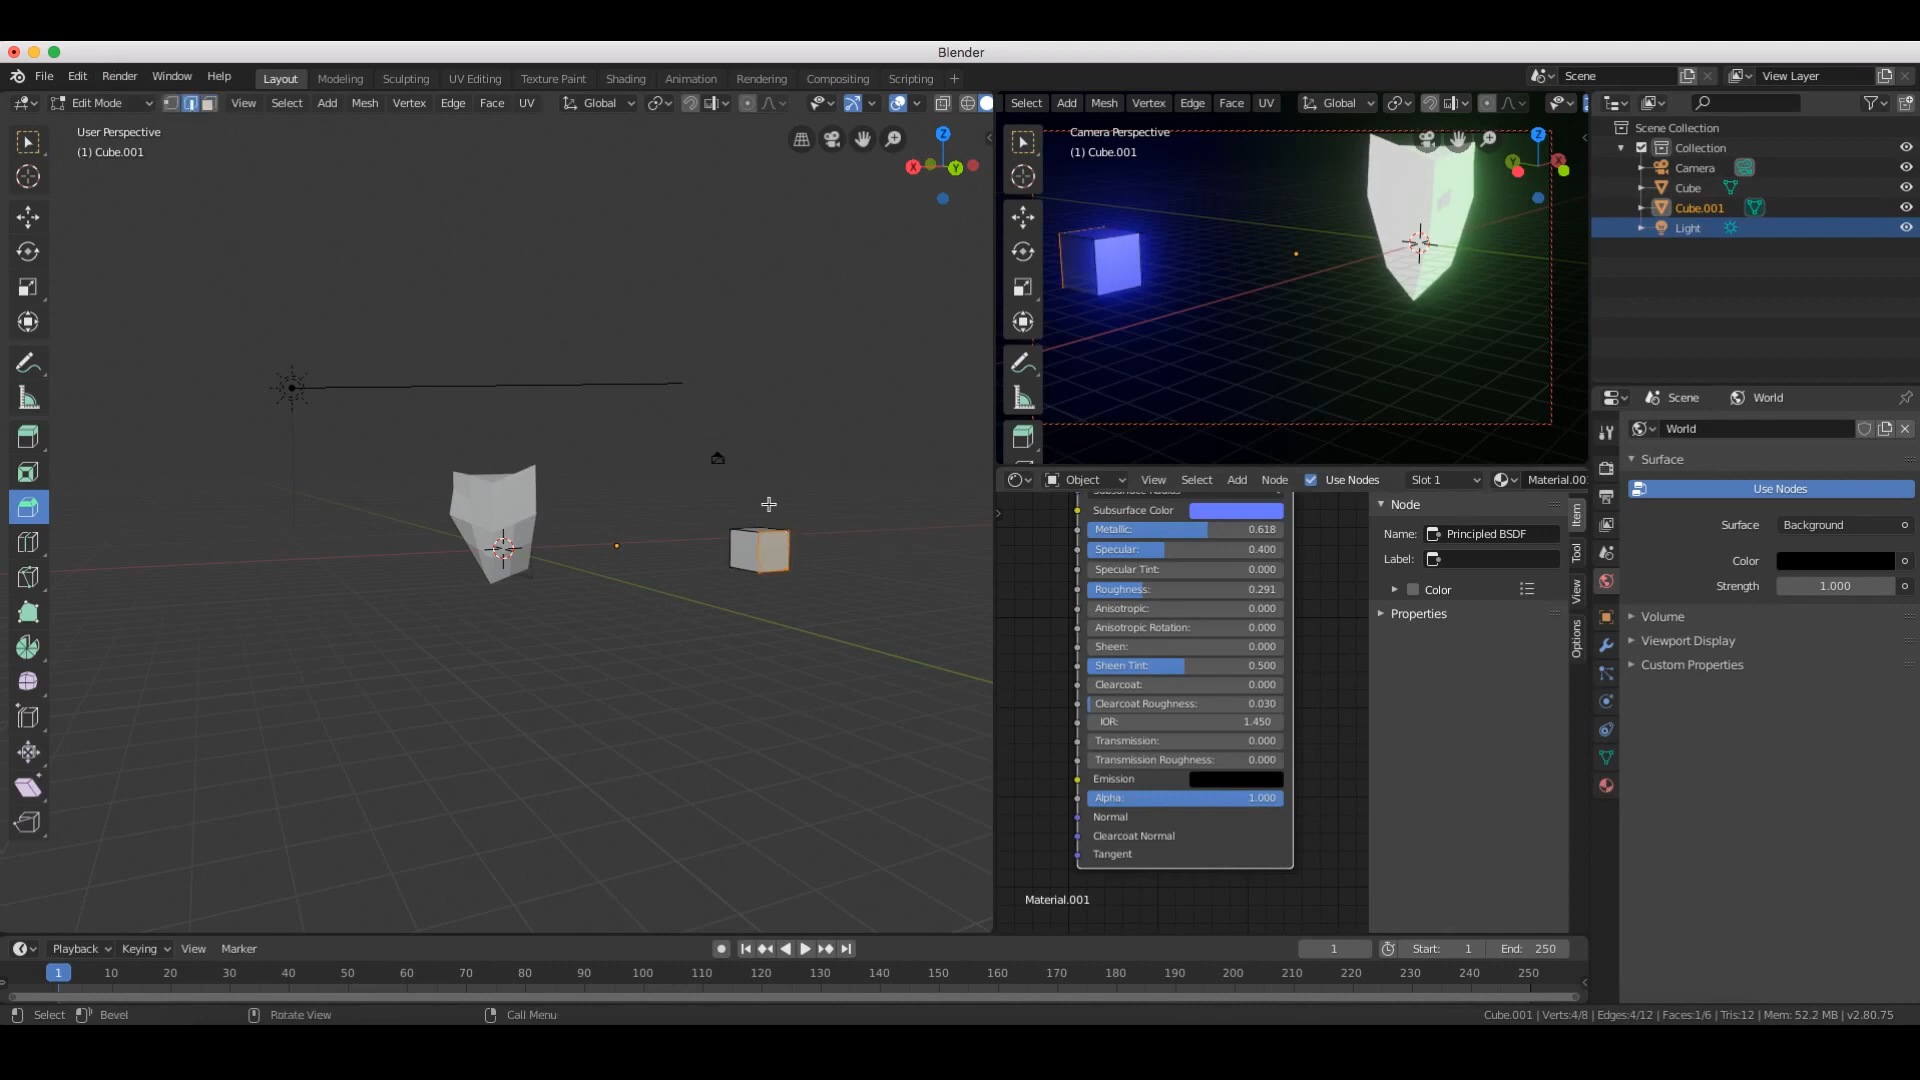 Blender
File Edit Render Window Help Layout Modeling Sculpting UV Editing Texture Paint Shading Animation Rendering Compositing Scripting + Scene View Layer
Edit Mode View Select Add Mesh Vertex Edge Face UV Global
Select Add Mesh Vertex Edge Face UV Global
User Perspective
(1) Cube.001
Z
X
Y
Camera Perspective
(1) Cube.001
Z
Scene Collection
Collection
Camera
Cube
Cube.001
Light
Scene World
World
Surface
Use Nodes
Surface Background
Color
Strength 1.000
Volume
Viewport Display
Custom Properties
Object View Select Add Node Use Nodes Slot 1 Material.00
Subsurface Color
Metallic: 0.618
Specular: 0.400
Specular Tint: 0.000
Roughness: 0.291
Anisotropic: 0.000
Anisotropic Rotation: 0.000
Sheen: 0.000
Sheen Tint: 0.500
Clearcoat: 0.000
Clearcoat Roughness: 0.030
IOR: 1.450
Transmission: 0.000
Transmission Roughness: 0.000
Emission
Alpha: 1.000
Normal
Clearcoat Normal
Tangent
Material.001
Node
Name: Principled BSDF
Label:
Color
Properties
Item
Tool
View
Options
Playback Keying View Marker 1 Start: 1 End: 250
1 10 20 30 40 50 60 70 80 90 100 110 120 130 140 150 160 170 180 190 200 210 220 230 240 250
Select Bevel Rotate View Call Menu Cube.001 | Verts:4/8 | Edges:4/12 | Faces:1/6 | Tris:12 | Mem: 52.2 MB | v2.80.75